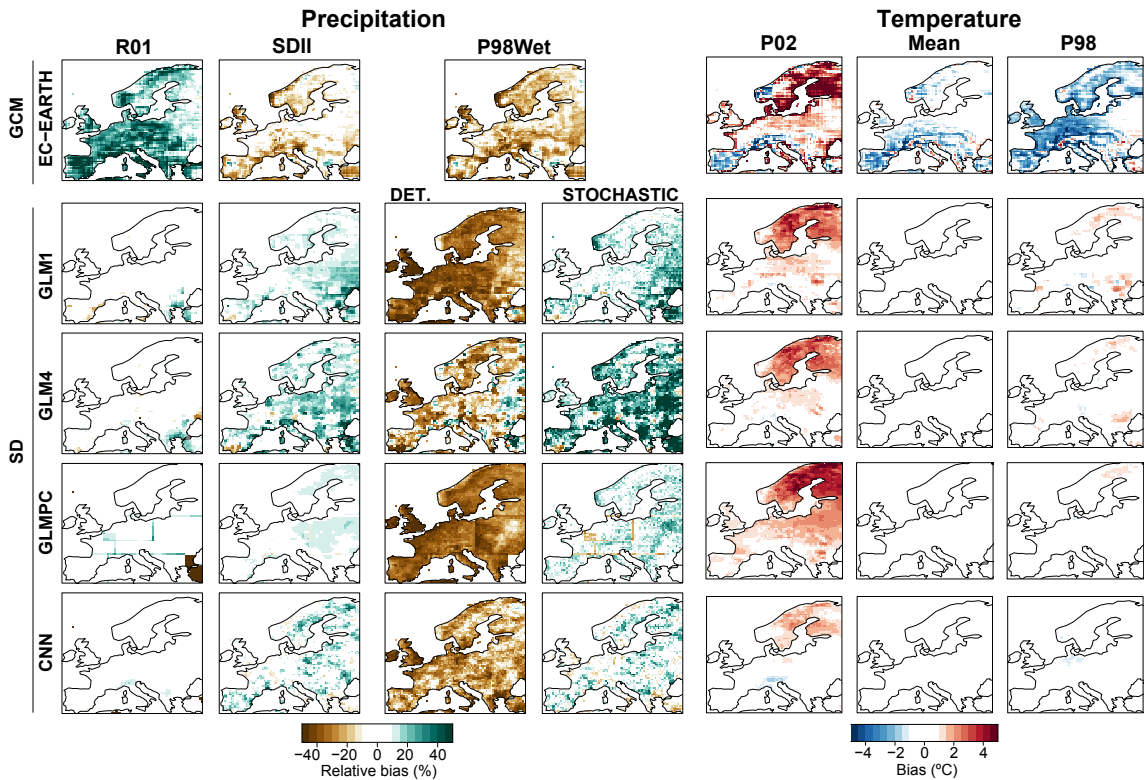 Precipitation
Temperature
R01
SDII
P98Wet
P02
Mean
P98
GCM
EC-EARTH
DET.
STOCHASTIC
SD
GLM1
GLM4
GLMPC
CNN
−40 −20 0 20 40
Relative bias (%)
−4 −2 0 2 4
Bias (ºC)